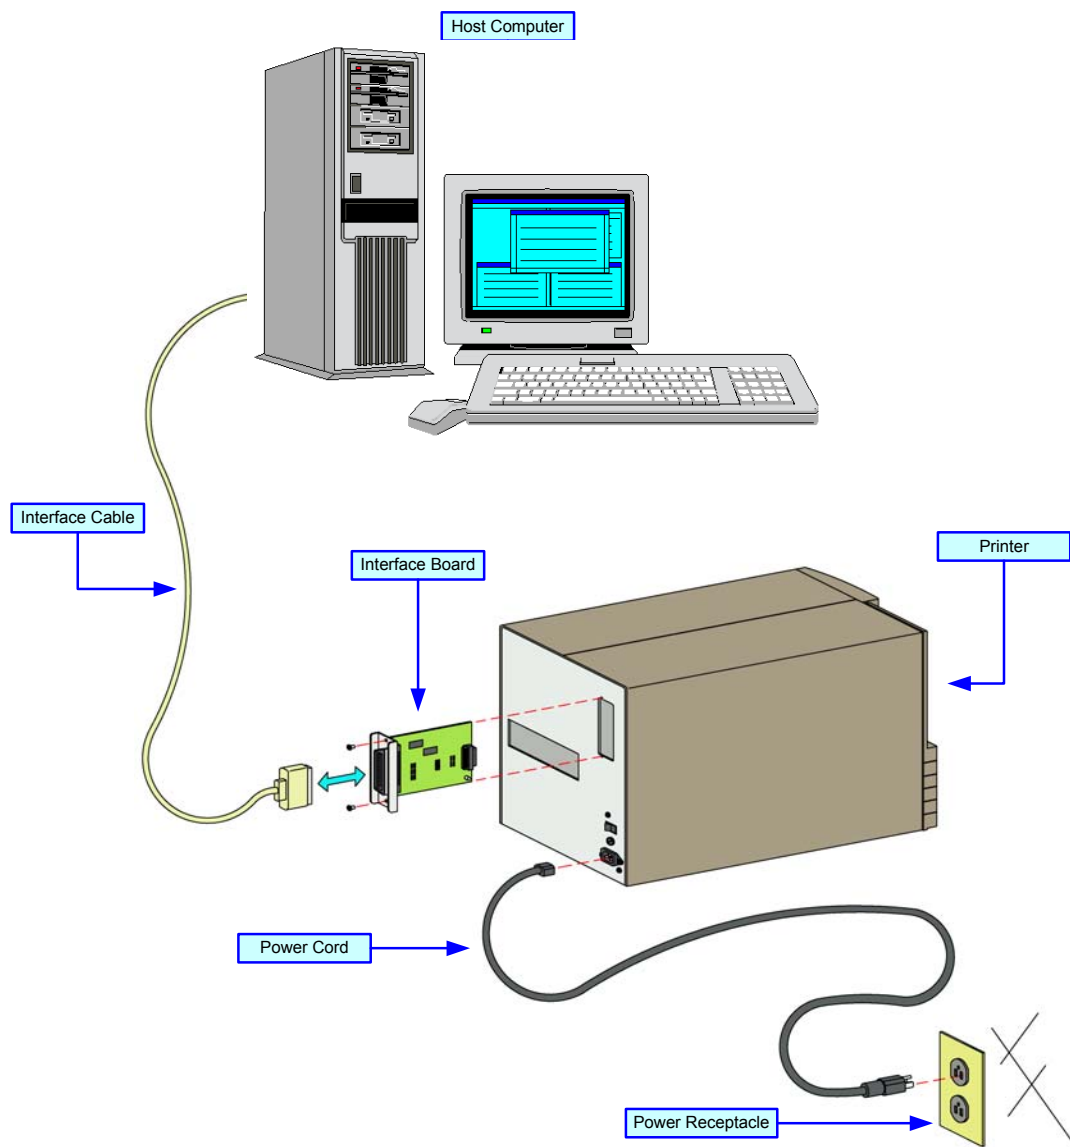 Host Computer
Interface Cable
Interface Board
Printer
Power Cord
Power Receptacle